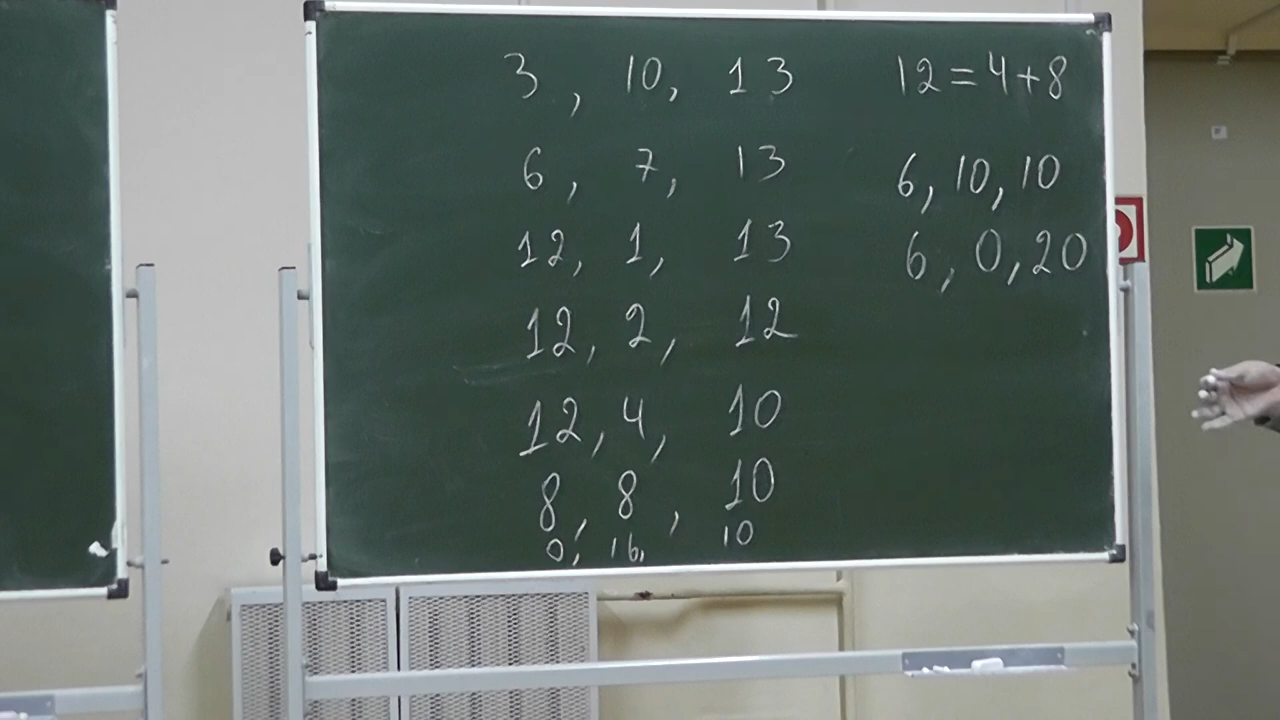 3, 10, 13
6, 7, 13
12, 1, 13
12, 2, 12
12, 4, 10
8, 8, 10
0, 16, 10
12=4+8
6, 10, 10
6, 0, 20